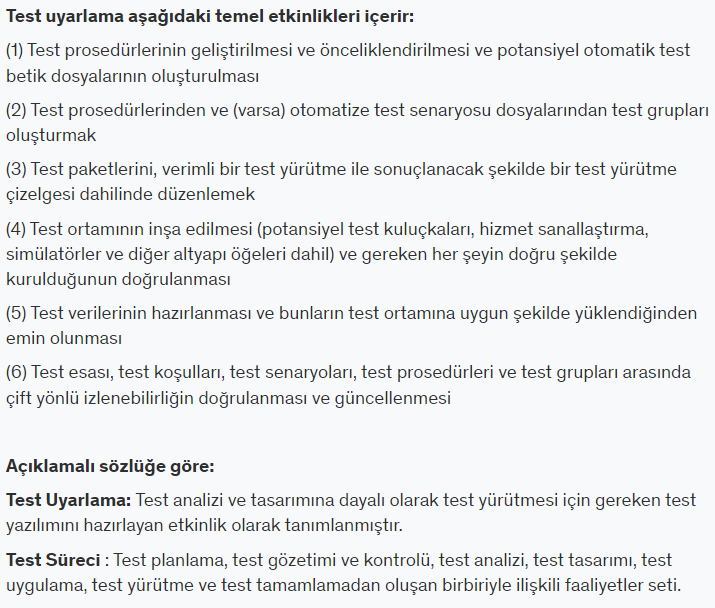 Test uyarlama aşağıdaki temel etkinlikleri içerir:
(1) Test prosedürlerinin geliştirilmesi ve önceliklendirilmesi ve potansiyel otomatik test
betik dosyalarının oluşturulması
(2) Test prosedürlerinden ve (varsa) otomatize test senaryosu dosyalarından test grupları
oluşturmak
(3) Test paketlerini, verimli bir test yürütme ile sonuçlanacak şekilde bir test yürütme
çizelgesi dahilinde düzenlemek
(4) Test ortamının inşa edilmesi (potansiyel test kuluçkaları, hizmet sanallaştırma,
simülatörler ve diğer altyapı öğeleri dahil) ve gereken her şeyin doğru şekilde
kurulduğunun doğrulanması
(5) Test verilerinin hazırlanması ve bunların test ortamına uygun şekilde yüklendiğinden
emin olunması
(6) Test esası, test koşulları, test senaryoları, test prosedürleri ve test grupları arasında
çift yönlü izlenebilirliğin doğrulanması ve güncellenmesi
Açıklamalı sözlüğe göre:
Test Uyarlama: Test analizi ve tasarımına dayalı olarak test yürütmesi için gereken test
yazılımını hazırlayan etkinlik olarak tanımlanmıştır.
Test Süreci : Test planlama, test gözetimi ve kontrolü, test analizi, test tasarımı, test
uygulama, test yürütme ve test tamamlamadan oluşan birbiriyle ilişkili faaliyetler seti.